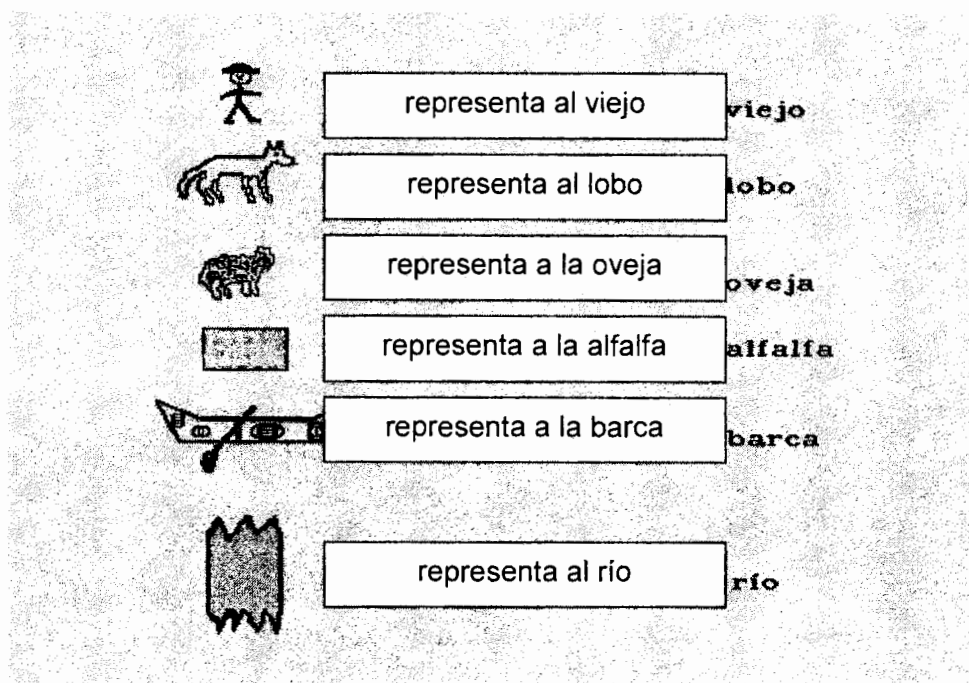 representa al viejo viejo
representa al lobo lobo
representa a la oveja oveja
representa a la alfalfa alfalfa
representa a la barca barca
representa al río río